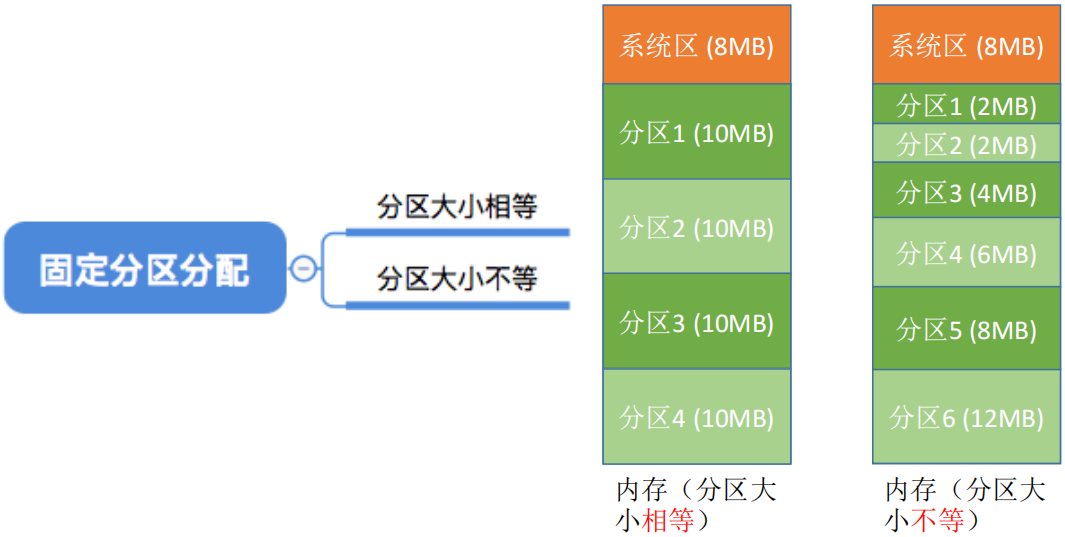 固定分区分配
分区大小相等
分区大小不等
系统区 (8MB)
分区1 (10MB)
分区2 (10MB)
分区3 (10MB)
分区4 (10MB)
内存（分区大
小相等）
系统区 (8MB)
分区1 (2MB)
分区2 (2MB)
分区3 (4MB)
分区4 (6MB)
分区5 (8MB)
分区6 (12MB)
内存（分区大
小不等）